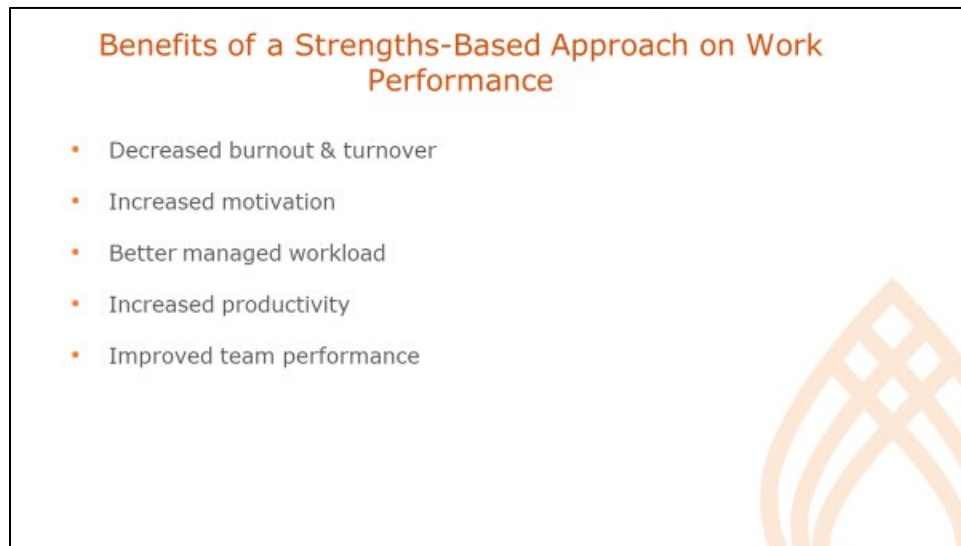 Benefits of a Strengths-Based Approach on Work
Performance
• Decreased burnout & turnover
• Increased motivation
• Better managed workload
• Increased productivity
• Improved team performance